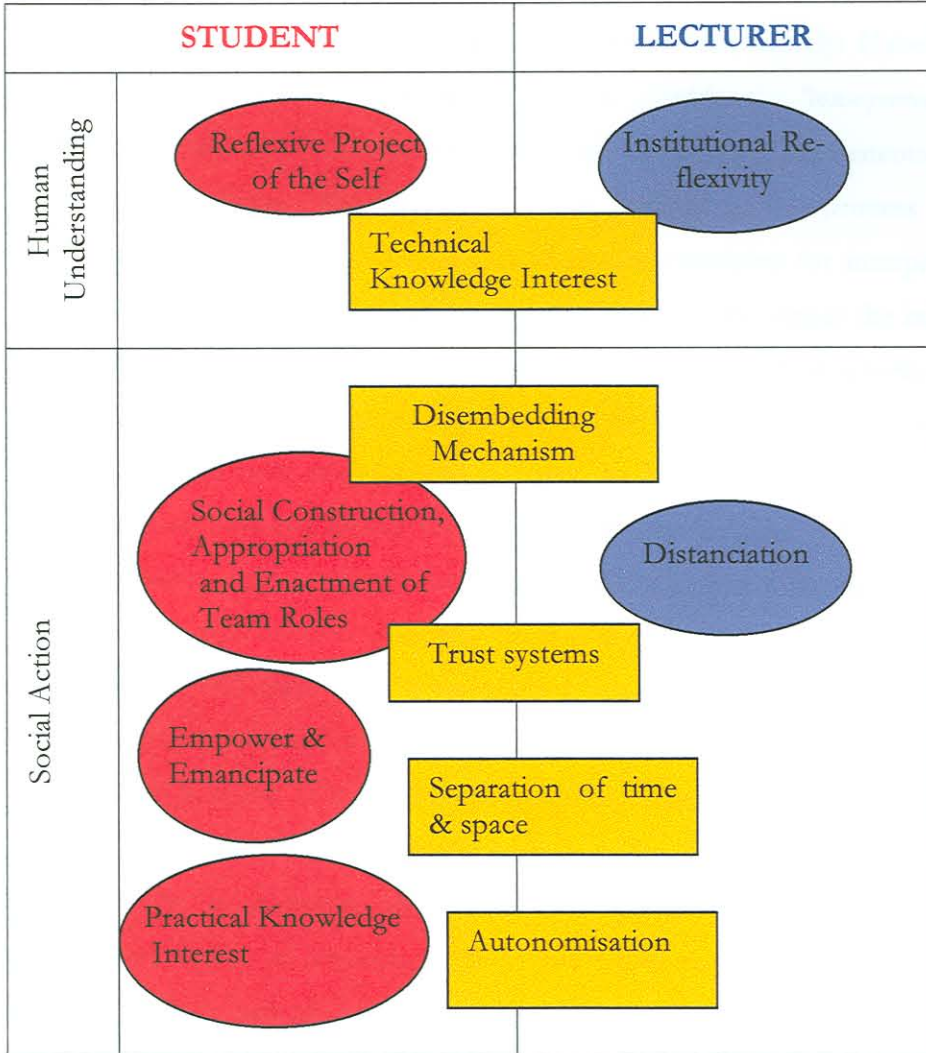 STUDENT
LECTURER
Human
Understanding
Reflexive Project
of the Self
Institutional Re-
flexivity
Technical
Knowledge Interest
Social Action
Disembedding
Mechanism
Social Construction,
Appropriation
and Enactment of
Team Roles
Distanciation
Trust systems
Empower &
Emancipate
Separation of time
& space
Practical Knowledge
Interest
Autonomisation